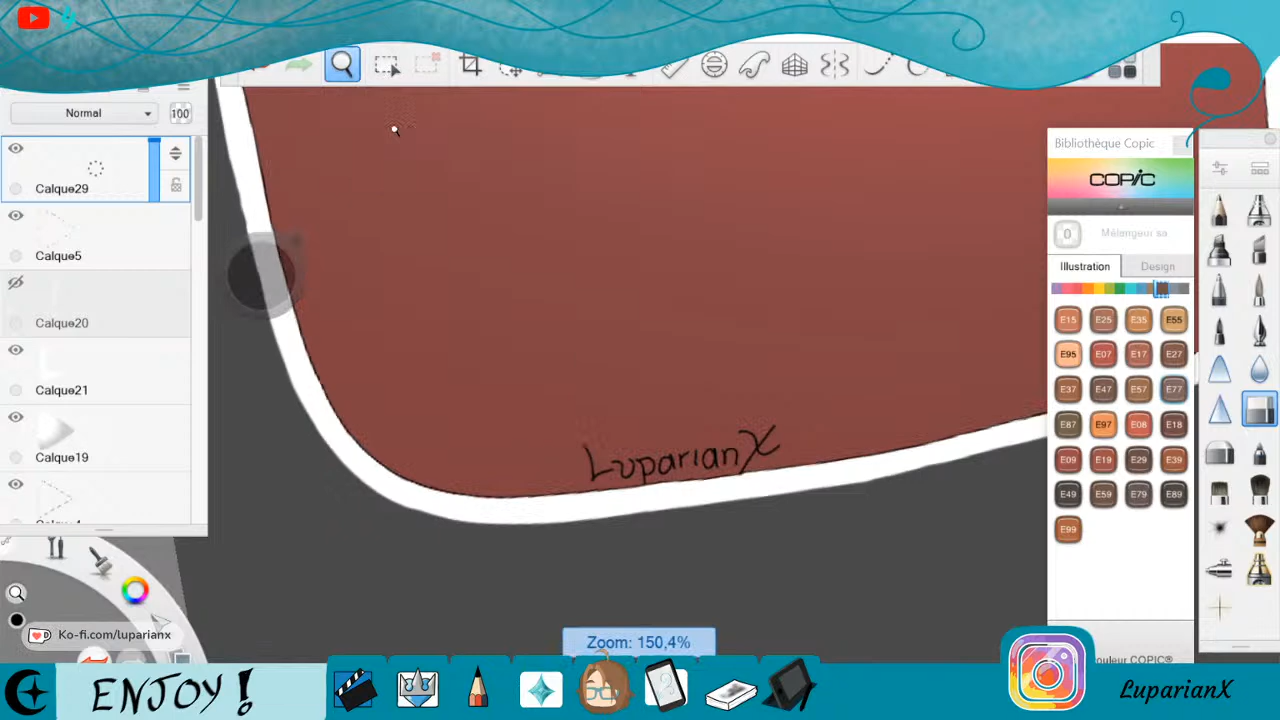 Normal
100
Calque29
Calque5
Calque20
Calque21
Calque19
LuparianX
Zoom: 150,4%
Bibliothèque Copic
COPIC
0 Mélangeur sa
Illustration Design
E15 E25 E35 E55
E95 E07 E17 E27
E37 E47 E57 E77
E87 E97 E08 E18
E09 E19 E29 E39
E49 E59 E79 E89
E99
ouleur COPIC®
Ko-fi.com/luparianx
ENJOY!
LuparianX